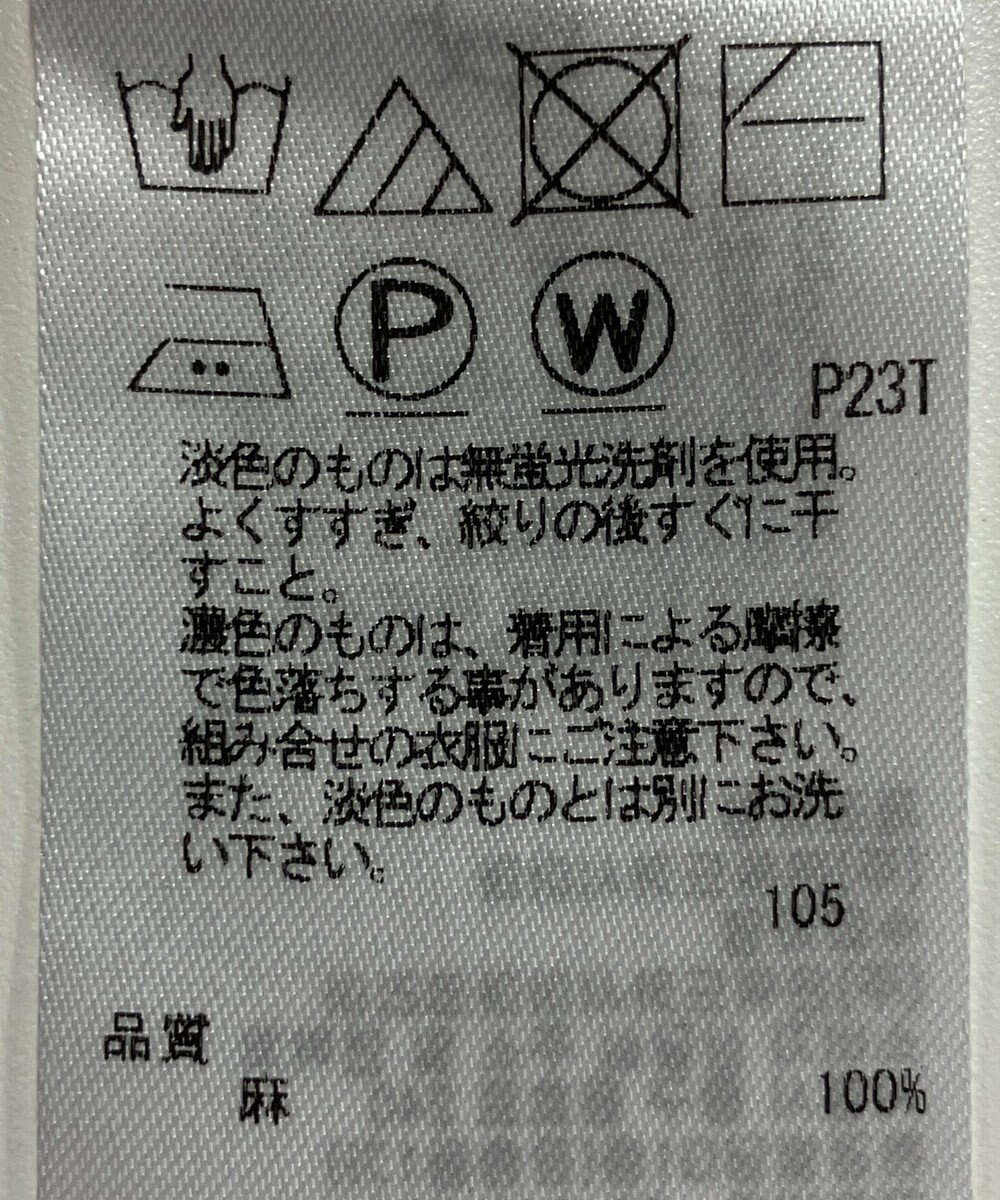 P W
P23T
淡色のものは無蛍光洗剤を使用。
よくすすぎ、絞りの後すぐに干
すこと。
濃色のものは、着用による摩擦
で色落ちする事がありますので、
組み合せの衣服にご注意下さい。
また、淡色のものとは別にお洗
い下さい。
105
品質
麻 100%